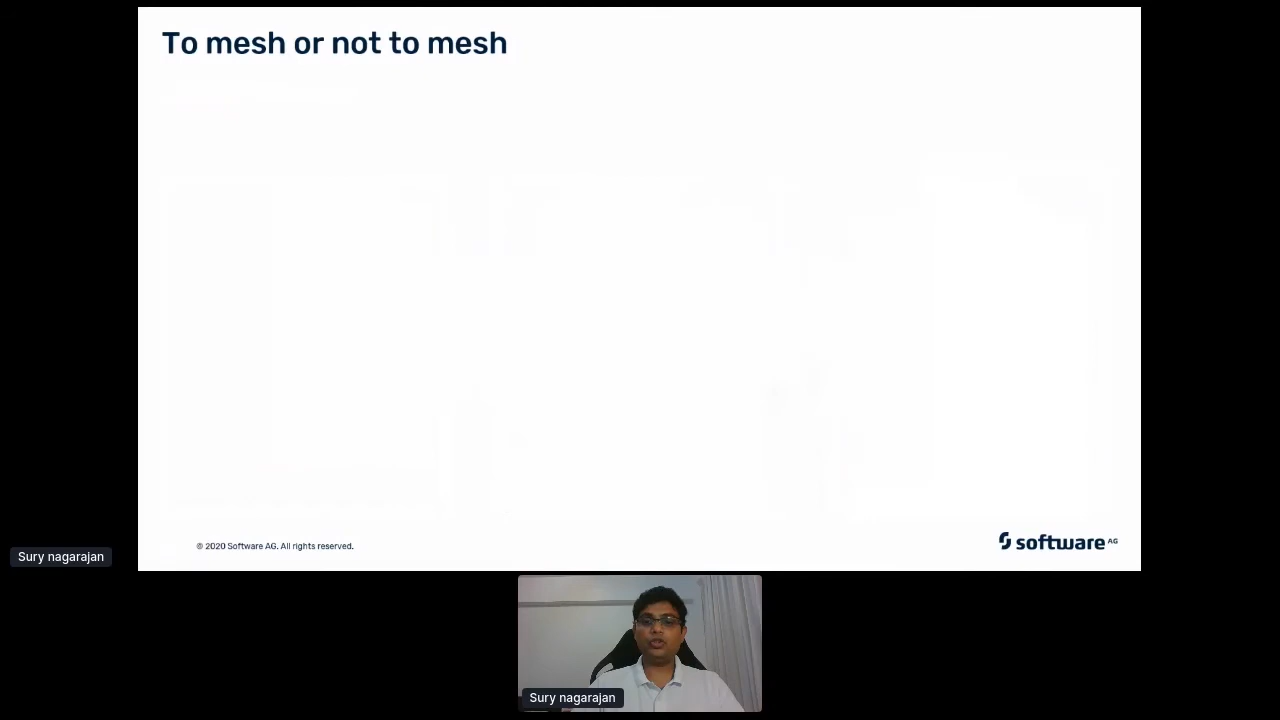 To mesh or not to mesh
© 2020 Software AG. All rights reserved.
software AG
Sury nagarajan
Sury nagarajan